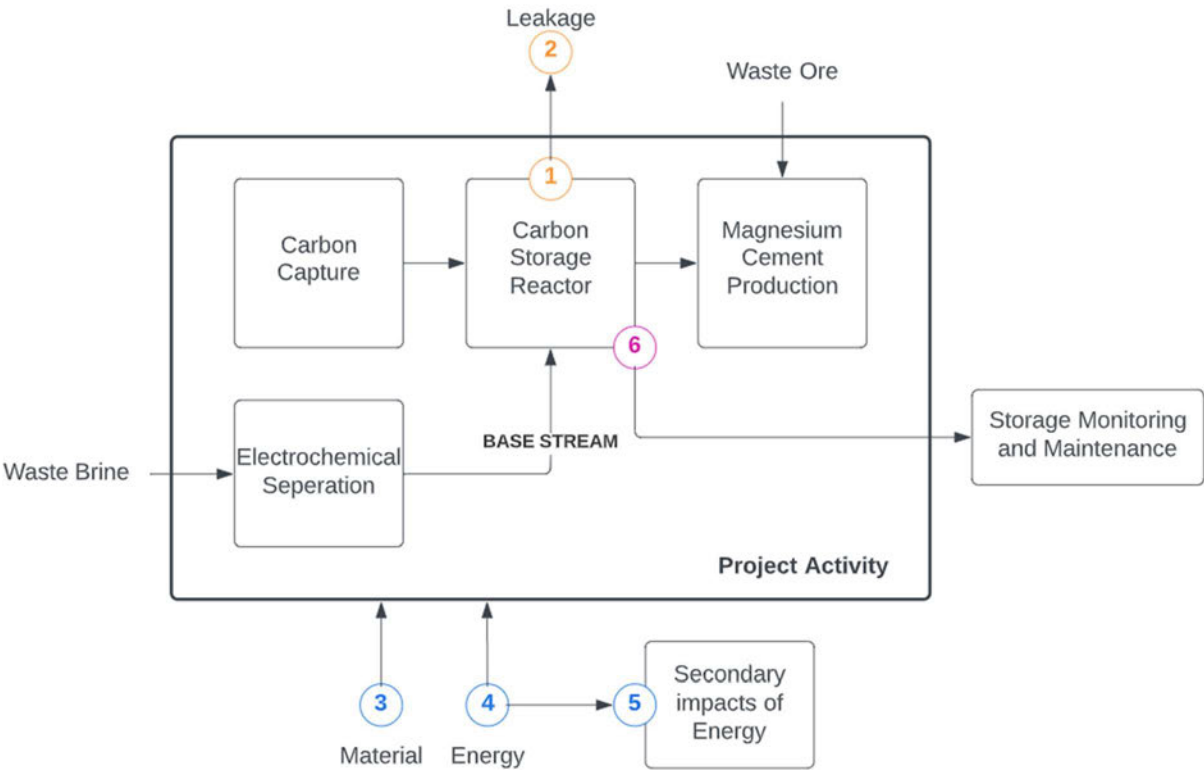 Leakage
2
Waste Ore
1
Carbon
Capture
Carbon
Storage
Reactor
Magnesium
Cement
Production
6
Waste Brine
Electrochemical
Seperation
BASE STREAM
Storage Monitoring
and Maintenance
Project Activity
3
Material
4
Energy
5
Secondary
impacts of
Energy